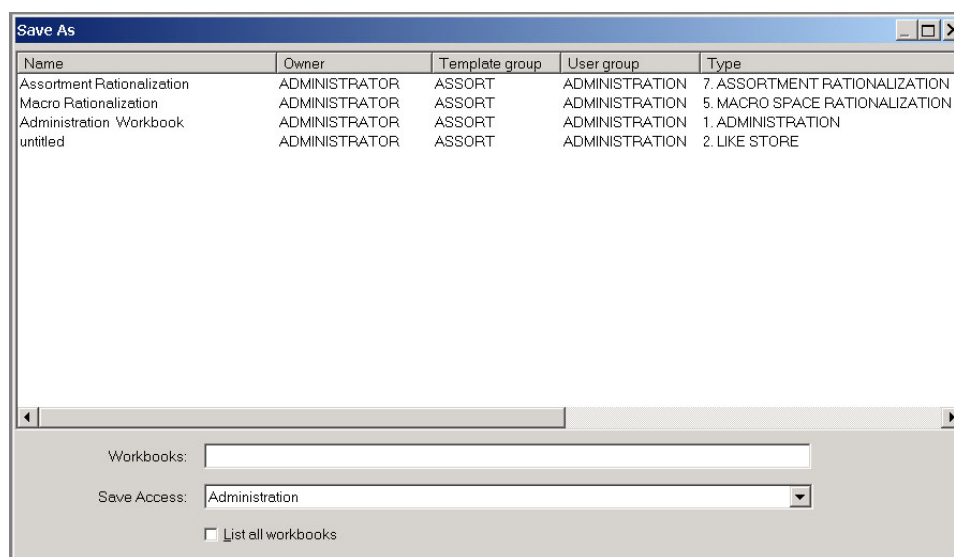 Save As
Name Owner Template group User group Type
Assortment Rationalization ADMINISTRATOR ASSORT ADMINISTRATION 7. ASSORTMENT RATIONALIZATION
Macro Rationalization ADMINISTRATOR ASSORT ADMINISTRATION 5. MACRO SPACE RATIONALIZATION
Administration Workbook ADMINISTRATOR ASSORT ADMINISTRATION 1. ADMINISTRATION
untitled ADMINISTRATOR ASSORT ADMINISTRATION 2. LIKE STORE
Workbooks:
Save Access: Administration
List all workbooks